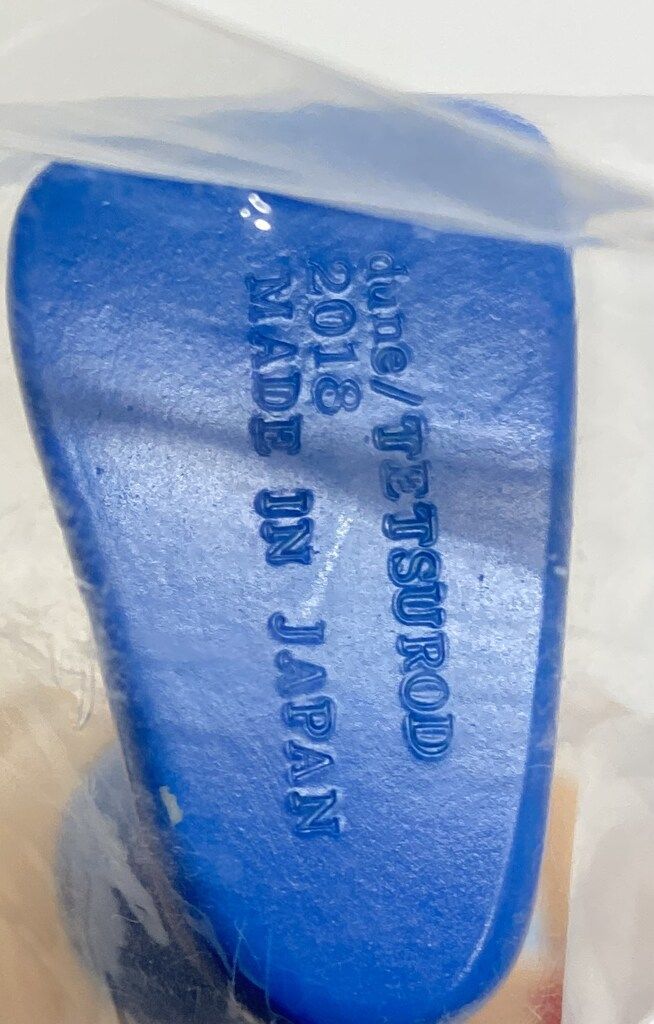 dune/TETSUROD
2018
MADE IN JAPAN